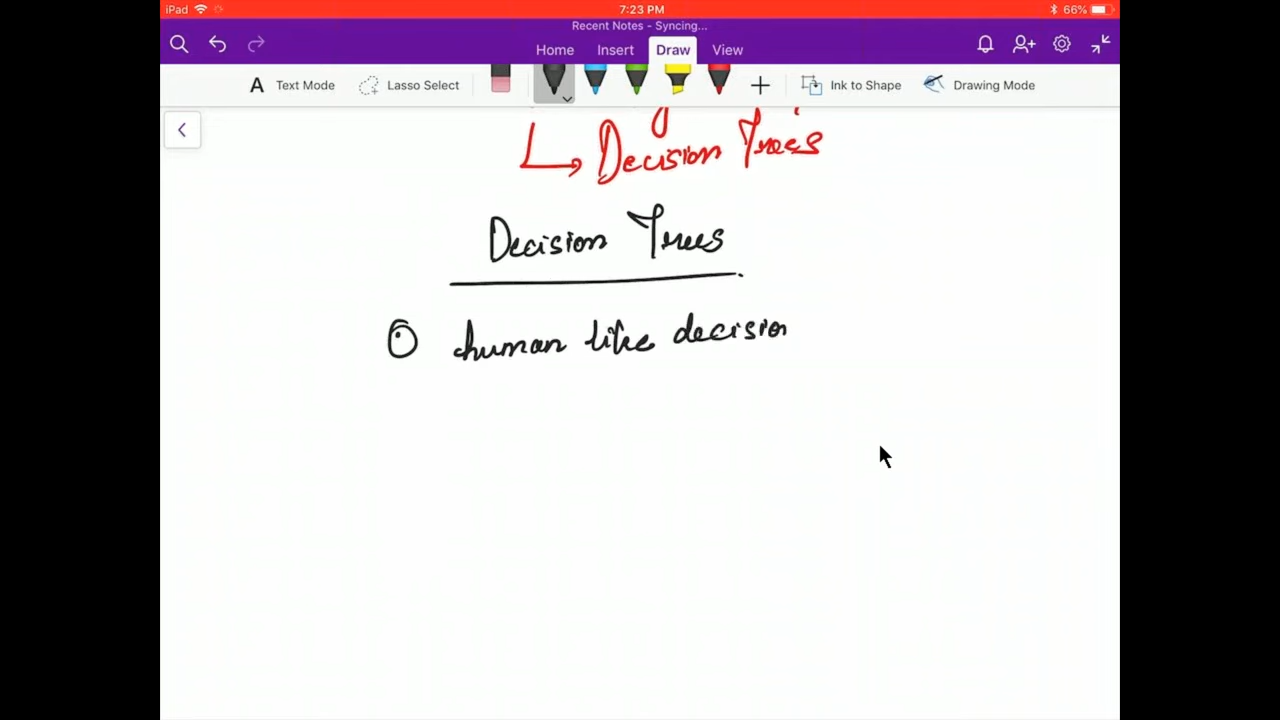 iPad 7:23 PM 66%
Recent Notes - Syncing...
Home Insert Draw View
A Text Mode Lasso Select Ink to Shape Drawing Mode
↳ Decision Trees
Decision Trees
human like decision